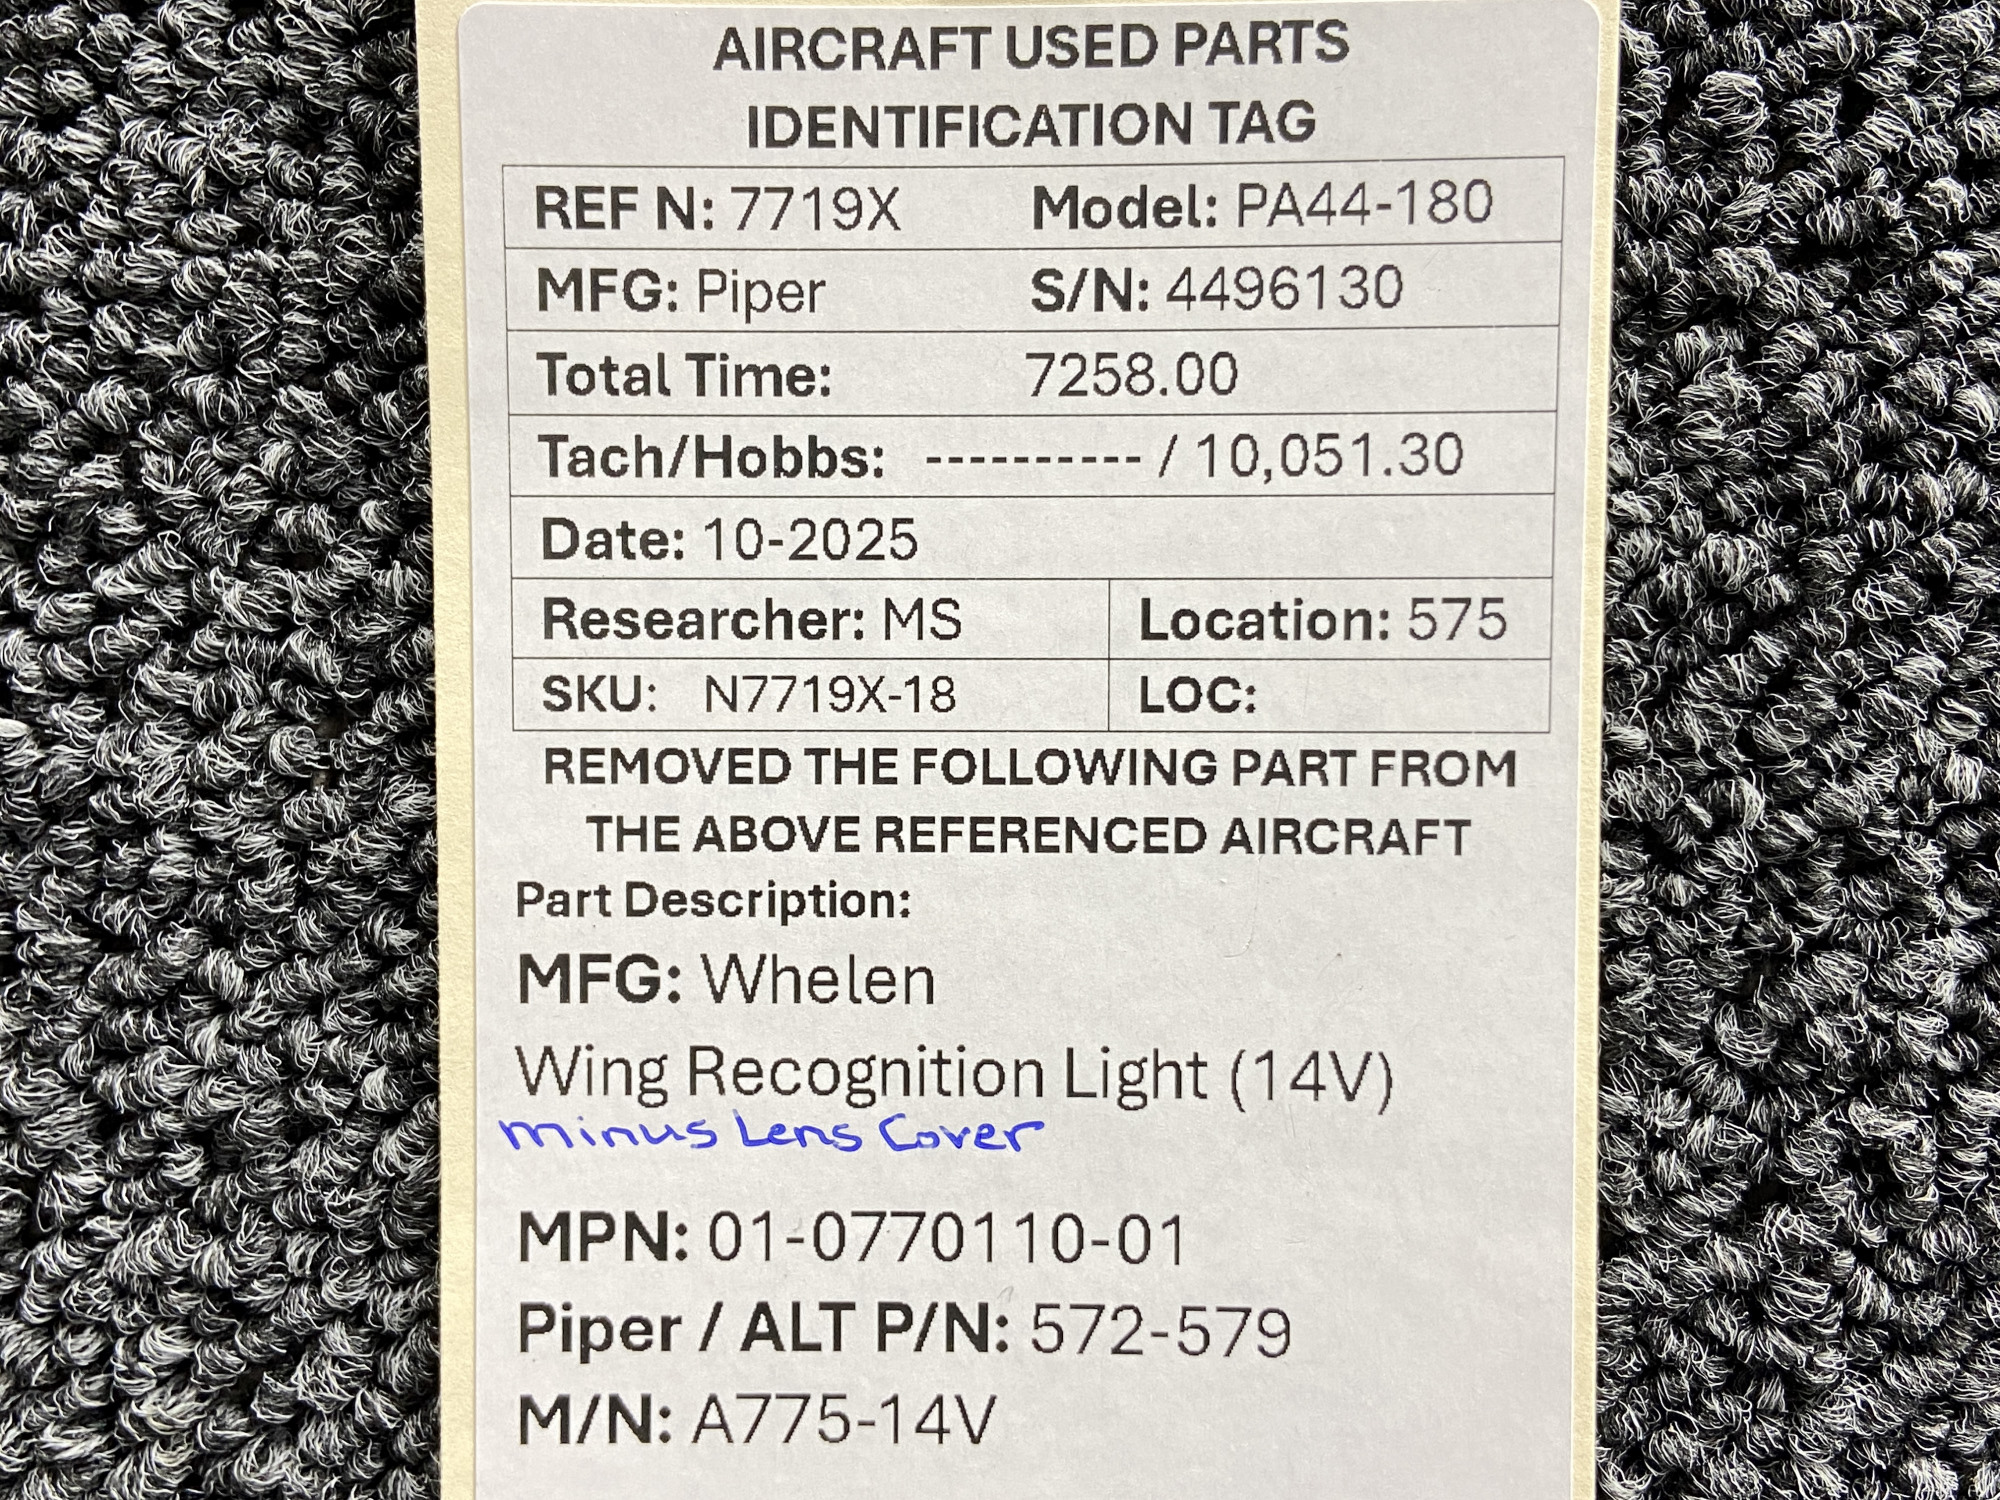 AIRCRAFT USED PARTS
IDENTIFICATION TAG
REF N: 7719X Model: PA44-180
MFG: Piper S/N: 4496130
Total Time: 7258.00
Tach/Hobbs: ---------- / 10,051.30
Date: 10-2025
Researcher: MS Location: 575
SKU: N7719X-18 LOC:
REMOVED THE FOLLOWING PART FROM
THE ABOVE REFERENCED AIRCRAFT
Part Description:
MFG: Whelen
Wing Recognition Light (14V)
minus Lens Cover
MPN: 01-0770110-01
Piper / ALT P/N: 572-579
M/N: A775-14V